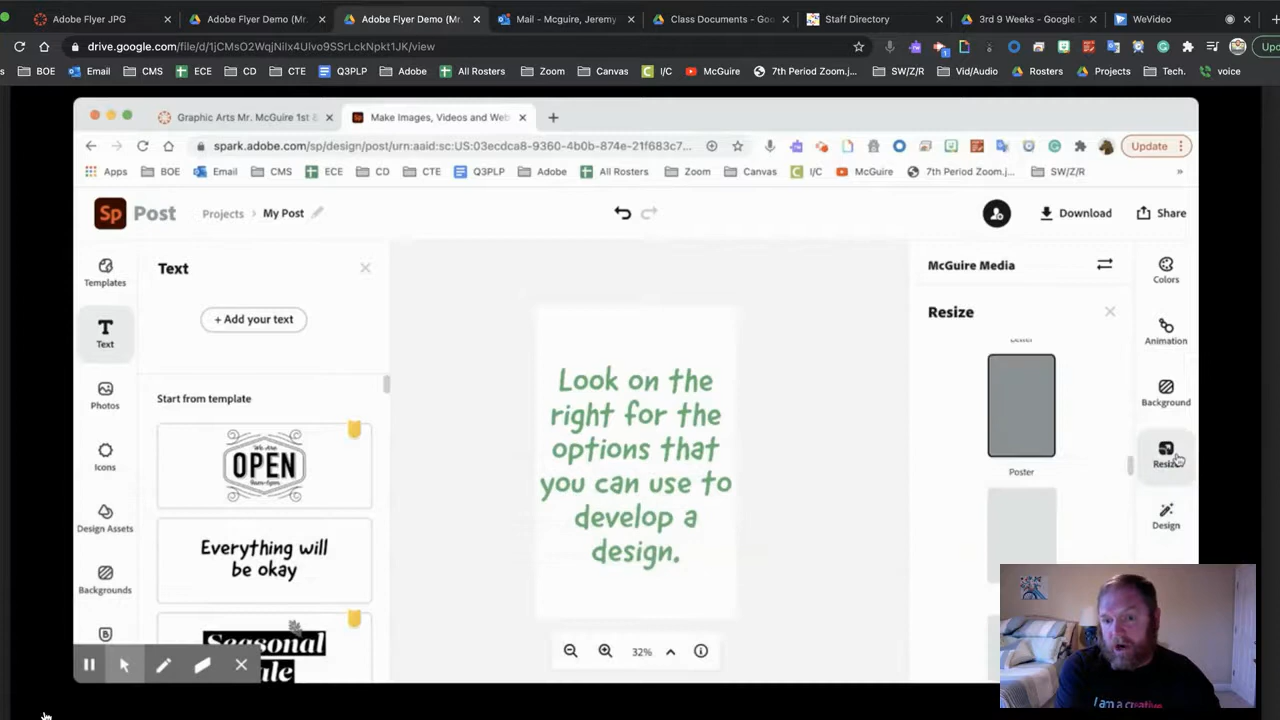 Adobe Flyer JPG
Adobe Flyer Demo (Mr.
Adobe Flyer Demo (Mr.
Mail - Mcguire, Jeremy
Class Documents - Goo
Staff Directory
3rd 9 Weeks - Google D
WeVideo
drive.google.com/file/d/1jCMsO2WqjNilx4Ulvo9SSrLckNpkt1JK/view
BOE
Email
CMS
ECE
CD
CTE
Q3PLP
Adobe
All Rosters
Zoom
Canvas
I/C
McGuire
7th Period Zoom.j...
SW/Z/R
Vid/Audio
Rosters
Projects
Tech.
voice
Graphic Arts Mr. McGuire 1st &
Make Images, Videos and Web
spark.adobe.com/sp/design/post/urn:aaid:sc:US:03ecdca8-9360-4b0b-874e-21f683c7...
Update
Apps
BOE
Email
CMS
ECE
CD
CTE
Q3PLP
Adobe
All Rosters
Zoom
Canvas
I/C
McGuire
7th Period Zoom.j...
SW/Z/R
»
Sp Post
Projects > My Post
Download
Share
Templates
Text
Photos
Icons
Design Assets
Backgrounds
Text
+ Add your text
Start from template
We Are
OPEN
Everything will
be okay
Seasonal
Look on the
right for the
options that
you can use to
develop a
design.
32%
McGuire Media
Resize
Poster
Colors
Animation
Background
Resize
Design
I am a creative